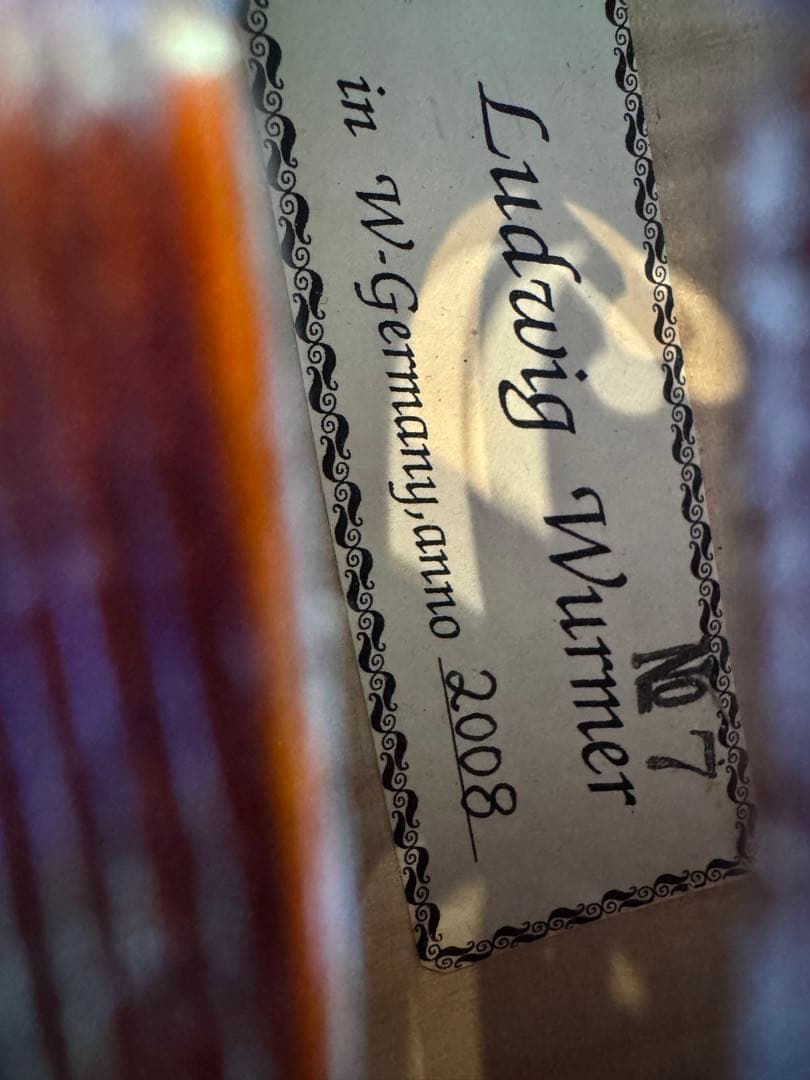 № 7
Ludwig Wurmer
in W-Germany, anno 2008